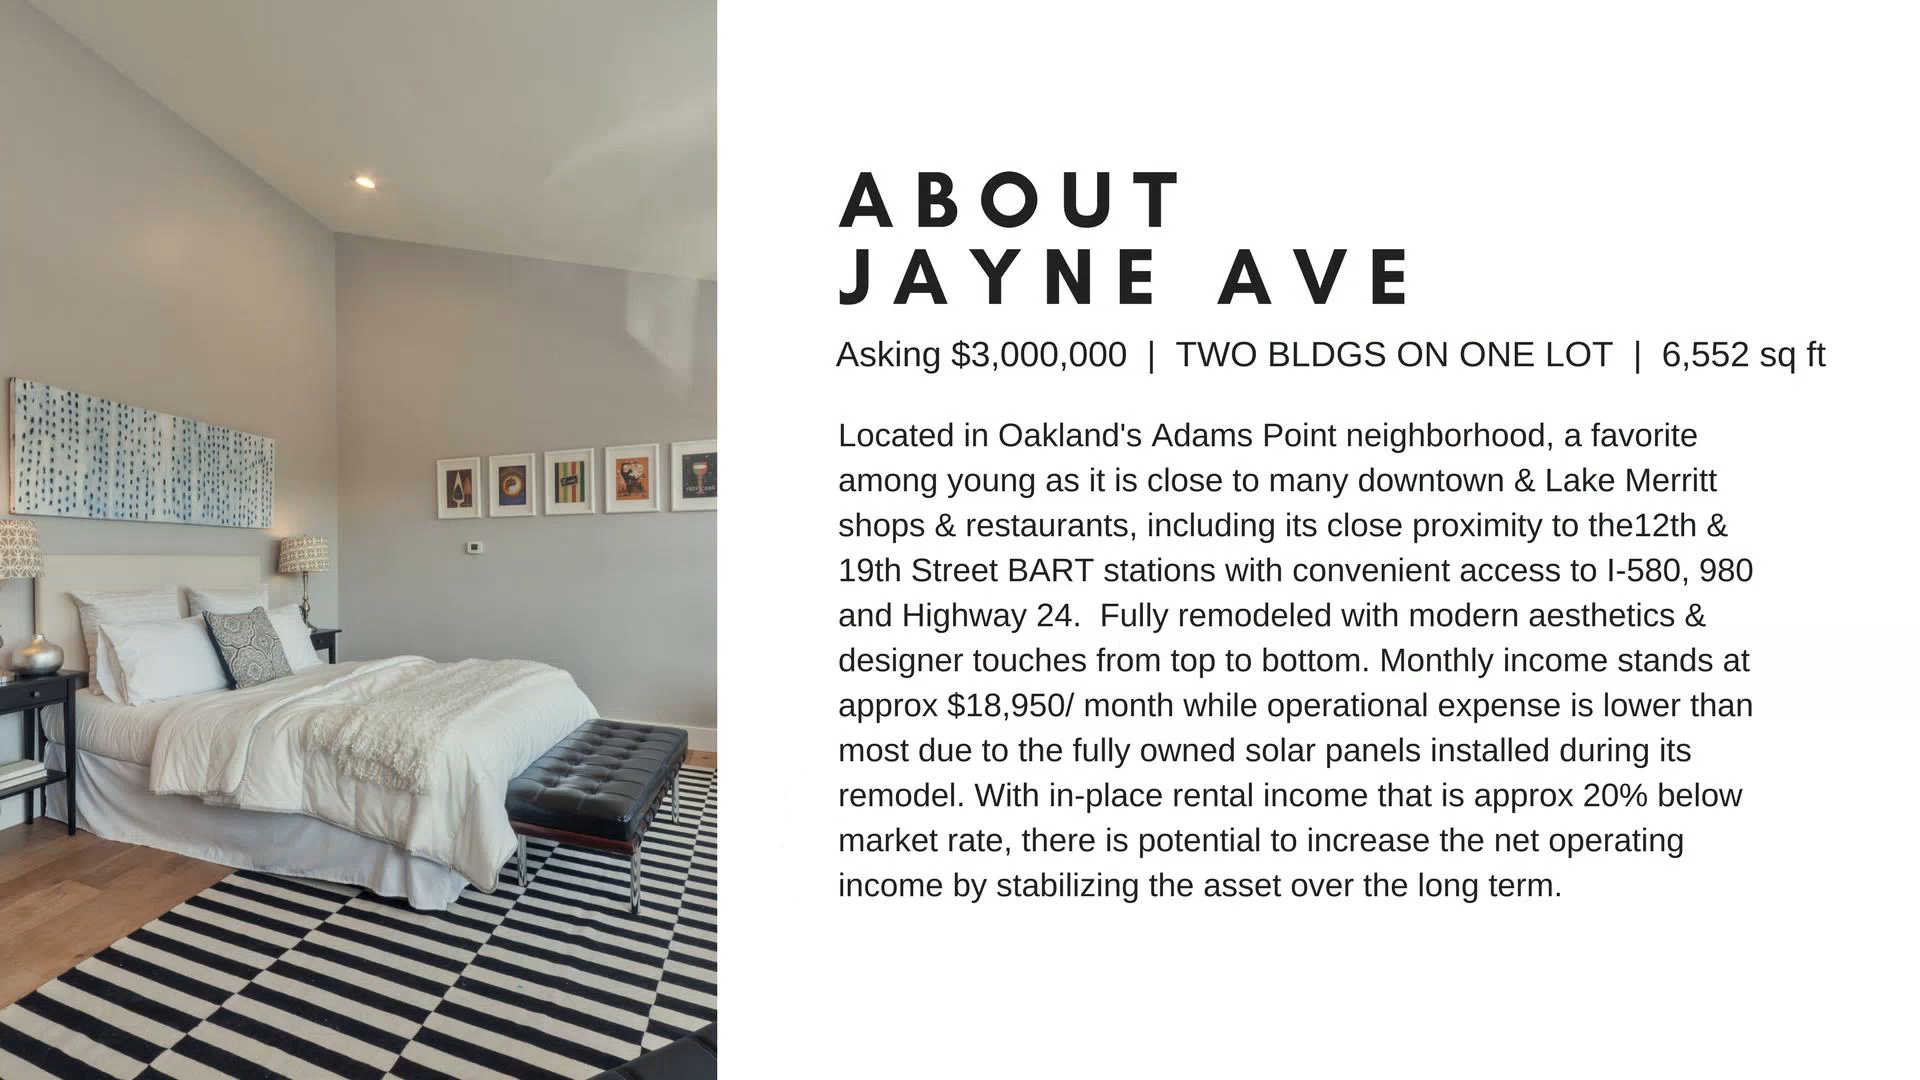 ABOUT
JAYNE AVE
Asking $3,000,000 | TWO BLDGS ON ONE LOT | 6,552 sq ft
Located in Oakland's Adams Point neighborhood, a favorite
among young as it is close to many downtown & Lake Merritt
shops & restaurants, including its close proximity to the12th &
19th Street BART stations with convenient access to I-580, 980
and Highway 24.  Fully remodeled with modern aesthetics &
designer touches from top to bottom. Monthly income stands at
approx $18,950/ month while operational expense is lower than
most due to the fully owned solar panels installed during its
remodel. With in-place rental income that is approx 20% below
market rate, there is potential to increase the net operating
income by stabilizing the asset over the long term.